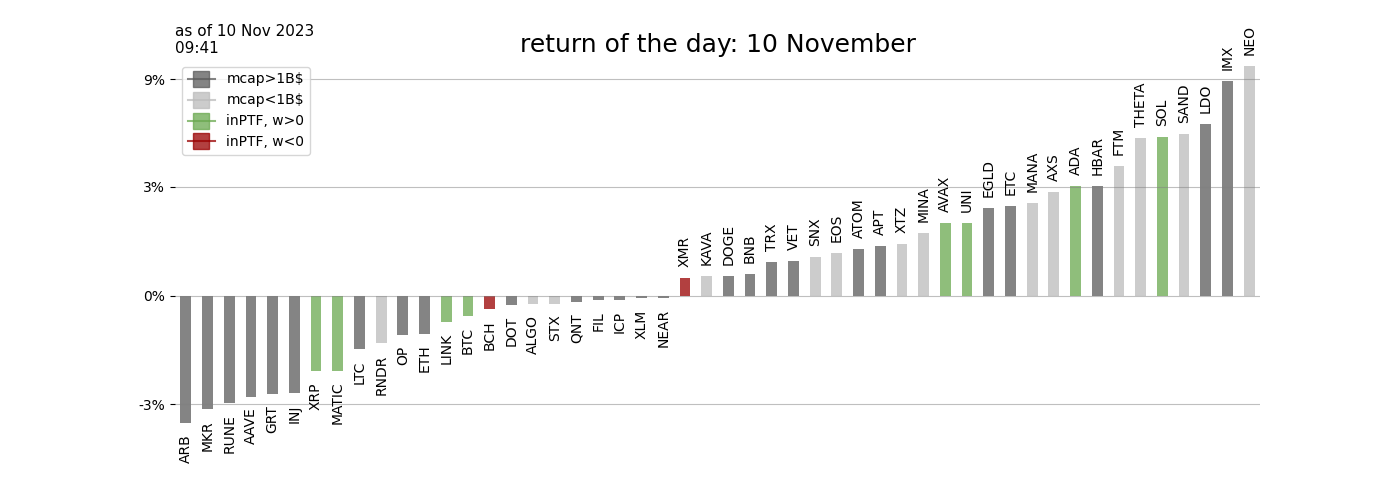 as of 10 Nov 2023
09:41
return of the day: 10 November
mcap>1B$
mcap<1B$
inPTF, w>0
inPTF, w<0
9%
3%
0%
-3%
ARB
MKR
RUNE
AAVE
GRT
INJ
XRP
MATIC
LTC
RNDR
OP
ETH
LINK
BTC
BCH
DOT
ALGO
STX
QNT
FIL
ICP
XLM
NEAR
XMR
KAVA
DOGE
BNB
TRX
VET
SNX
EOS
ATOM
APT
XTZ
MINA
AVAX
UNI
EGLD
ETC
MANA
AXS
ADA
HBAR
FTM
THETA
SOL
SAND
LDO
IMX
NEO